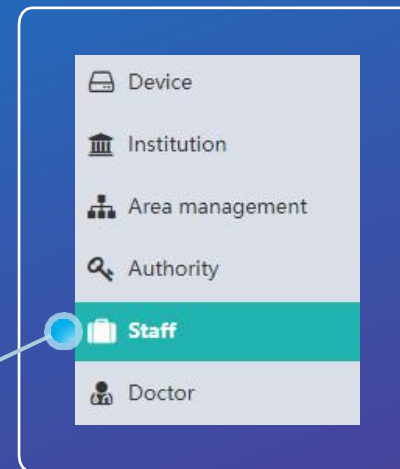 Device
Institution
Area management
Authority
Staff
Doctor